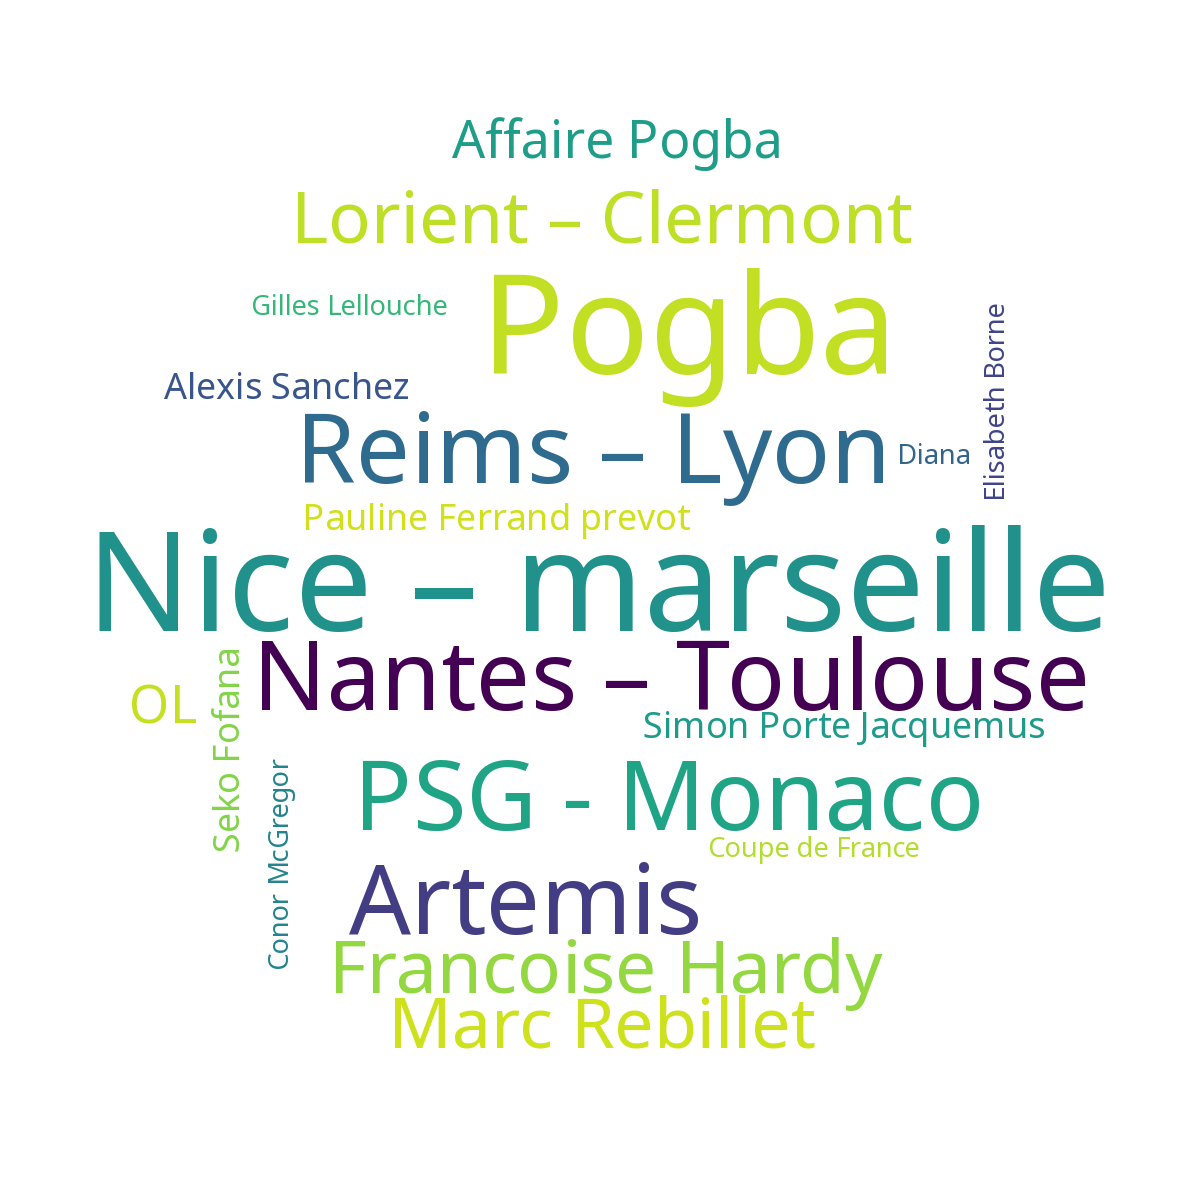 Affaire Pogba
Lorient – Clermont
Pogba
Gilles Lellouche
Elisabeth Borne
Alexis Sanchez
Reims – Lyon
Diana
Pauline Ferrand prevot
Nice – marseille
Nantes – Toulouse
OL
Seko Fofana
Simon Porte Jacquemus
PSG - Monaco
Conor McGregor
Coupe de France
Artemis
Francoise Hardy
Marc Rebillet